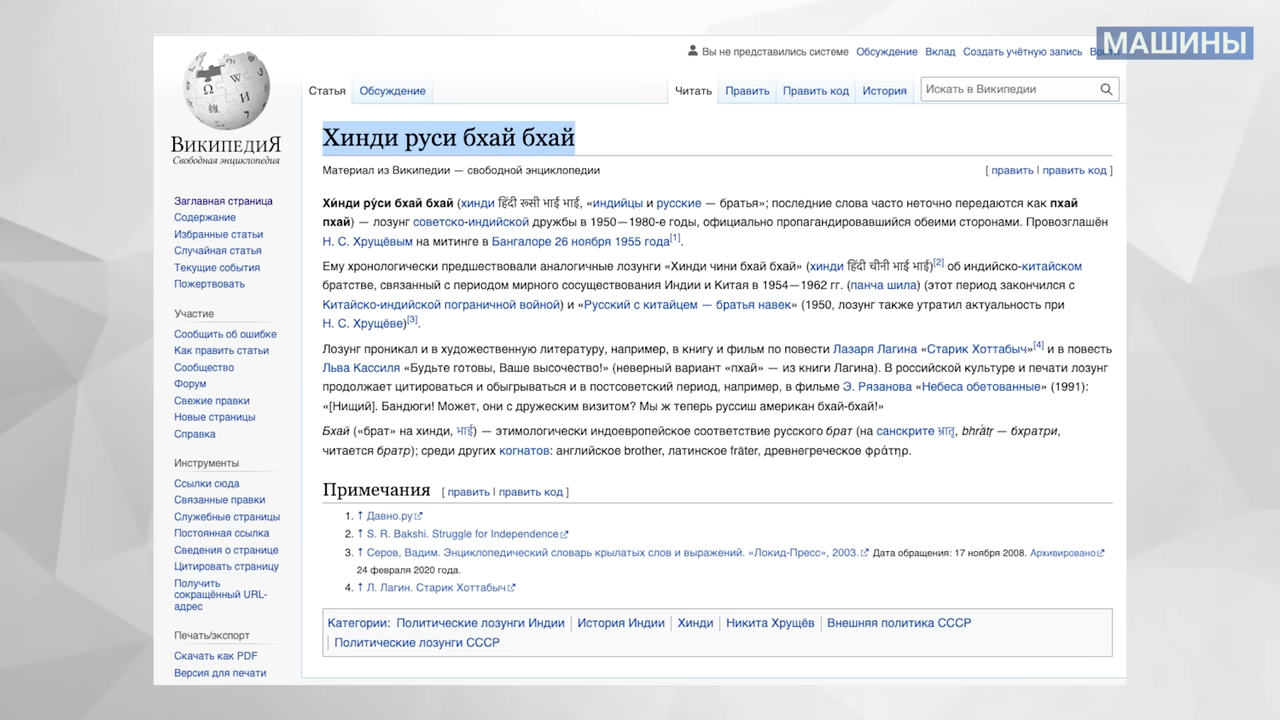 МАШИНЫ
Вы не представились системе Обсуждение Вклад Создать учётную запись
Статья Обсуждение Читать Править Править код История Искать в Википедии
ВикипедиЯ
Свободная энциклопедия
Заглавная страница
Содержание
Избранные статьи
Случайная статья
Текущие события
Пожертвовать
Участие
Сообщить об ошибке
Как править статьи
Сообщество
Форум
Свежие правки
Новые страницы
Справка
Инструменты
Ссылки сюда
Связанные правки
Служебные страницы
Постоянная ссылка
Сведения о странице
Цитировать страницу
Получить
сокращённый URL-
адрес
Печать/экспорт
Скачать как PDF
Версия для печати
Хинди руси бхай бхай
Материал из Википедии — свободной энциклопедии [ править | править код ]
Хи́нди ру́си бхай бхай (хинди हिंदी रूसी भाई भाई, «индийцы и русские — братья»; последние слова часто неточно передаются как пхай
пхай) — лозунг советско-индийской дружбы в 1950—1980-е годы, официально пропагандировавшийся обеими сторонами. Провозглашён
Н. С. Хрущёвым на митинге в Бангалоре 26 ноября 1955 года[1].
Ему хронологически предшествовали аналогичные лозунги «Хинди чини бхай бхай» (хинди हिंदी चीनी भाई भाई)[2] об индийско-китайском
братстве, связанный с периодом мирного сосуществования Индии и Китая в 1954—1962 гг. (панча шила) (этот период закончился с
Китайско-индийской пограничной войной) и «Русский с китайцем — братья навек» (1950, лозунг также утратил актуальность при
Н. С. Хрущёве)[3].
Лозунг проникал и в художественную литературу, например, в книгу и фильм по повести Лазаря Лагина «Старик Хоттабыч»[4] и в повесть
Льва Кассиля «Будьте готовы, Ваше высочество!» (неверный вариант «пхай» — из книги Лагина). В российской культуре и печати лозунг
продолжает цитироваться и обыгрываться и в постсоветский период, например, в фильме Э. Рязанова «Небеса обетованные» (1991):
«[Нищий]. Бандюги! Может, они с дружеским визитом? Мы ж теперь руссиш американ бхай-бхай!»
Бхай («брат» на хинди, भाई) — этимологически индоевропейское соответствие русского брат (на санскрите भ्रातृ, bhrā́tṛ — бхратри,
читается братр); среди других когнатов: английское brother, латинское frāter, древнегреческое φράτηρ.
Примечания [ править | править код ]
1. ↑ Давно.ру
2. ↑ S. R. Bakshi. Struggle for Independence
3. ↑ Серов, Вадим. Энциклопедический словарь крылатых слов и выражений. «Локид-Пресс», 2003. Дата обращения: 17 ноября 2008. Архивировано
24 февраля 2020 года.
4. ↑ Л. Лагин. Старик Хоттабыч
Категории: Политические лозунги Индии | История Индии | Хинди | Никита Хрущёв | Внешняя политика СССР
| Политические лозунги СССР